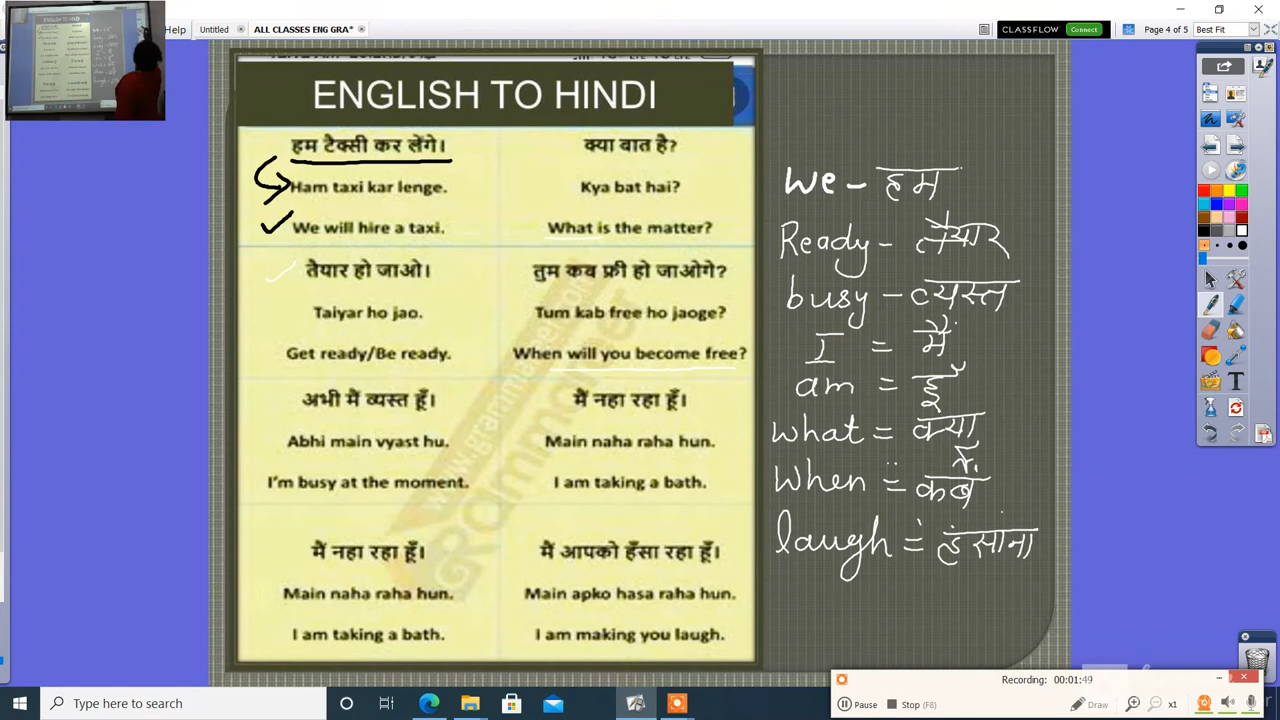 Help
Untitled
ALL CLASSES ENG GRA*
CLASSFLOW
Connect
Page 4 of 5
Best Fit
ENGLISH TO HINDI
हम टैक्सी कर लेंगे।
Ham taxi kar lenge.
We will hire a taxi.
क्या बात है?
Kya bat hai?
What is the matter?
तैयार हो जाओ।
Taiyar ho jao.
Get ready/Be ready.
तुम कब फ्री हो जाओगे?
Tum kab free ho jaoge?
When will you become free?
अभी मैं व्यस्त हूँ।
Abhi main vyast hu.
I'm busy at the moment.
मैं नहा रहा हूँ।
Main naha raha hun.
I am taking a bath.
मैं नहा रहा हूँ।
Main naha raha hun.
I am taking a bath.
मैं आपको हँसा रहा हूँ।
Main apko hasa raha hun.
I am making you laugh.
We - हम
Ready - तैयार
busy - व्यस्त
I = मैं
am = हूँ
what = क्या
When = कब
laugh = हंसाना
Recording: 00:01:49
Pause
Stop (F8)
x1
Draw
Type here to search